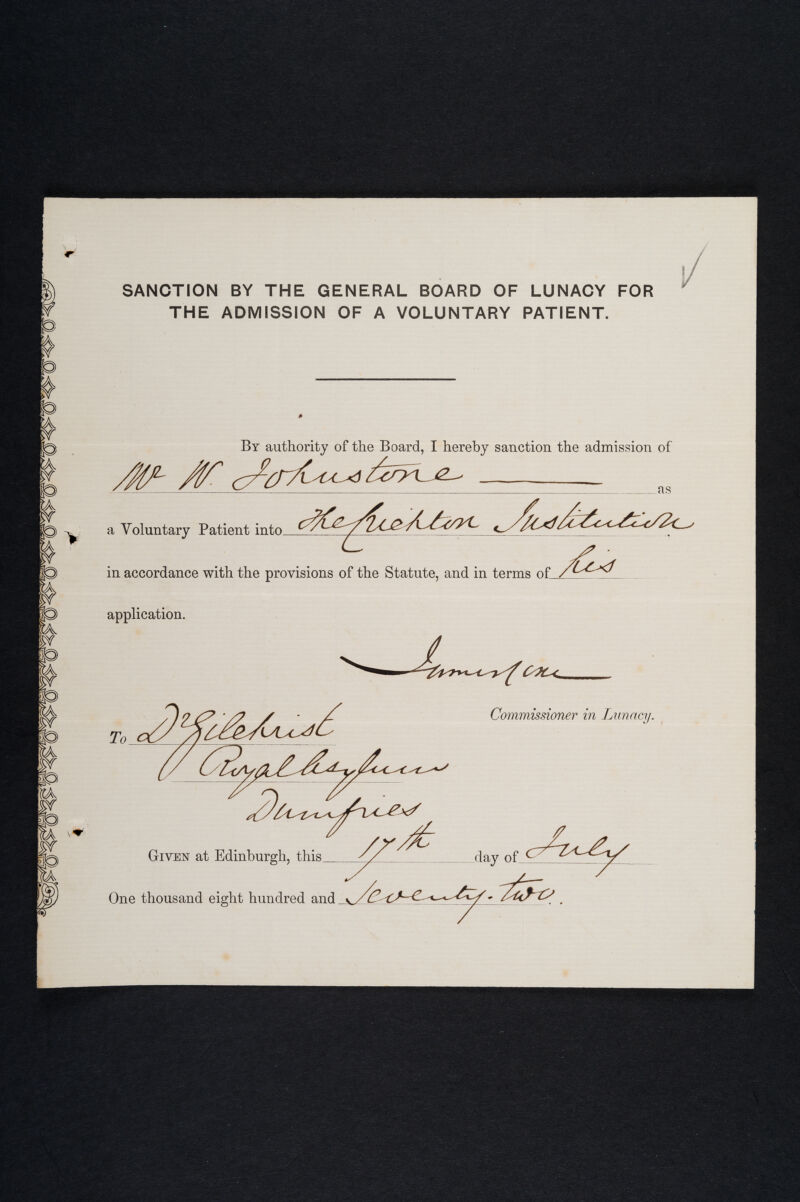 SANCTION BY THE GENERAL BOARD OF LUNACY FOR
THE ADMISSION OF A VOLUNTARY PATIENT.
BY authority of the Board, I hereby sanction the admission of
Mr W. Johnstone — as
a Voluntary Patient into The Crichton Institution
in accordance with the provisions of the Statute, and in terms of his
application.
James Coxe
Commissioner in Lunacy.
To Dr Gilchrist
Royal Asylum
Dumfries
GIVEN at Edinburgh, this 17th day of July
One thousand eight hundred and seventy-two.